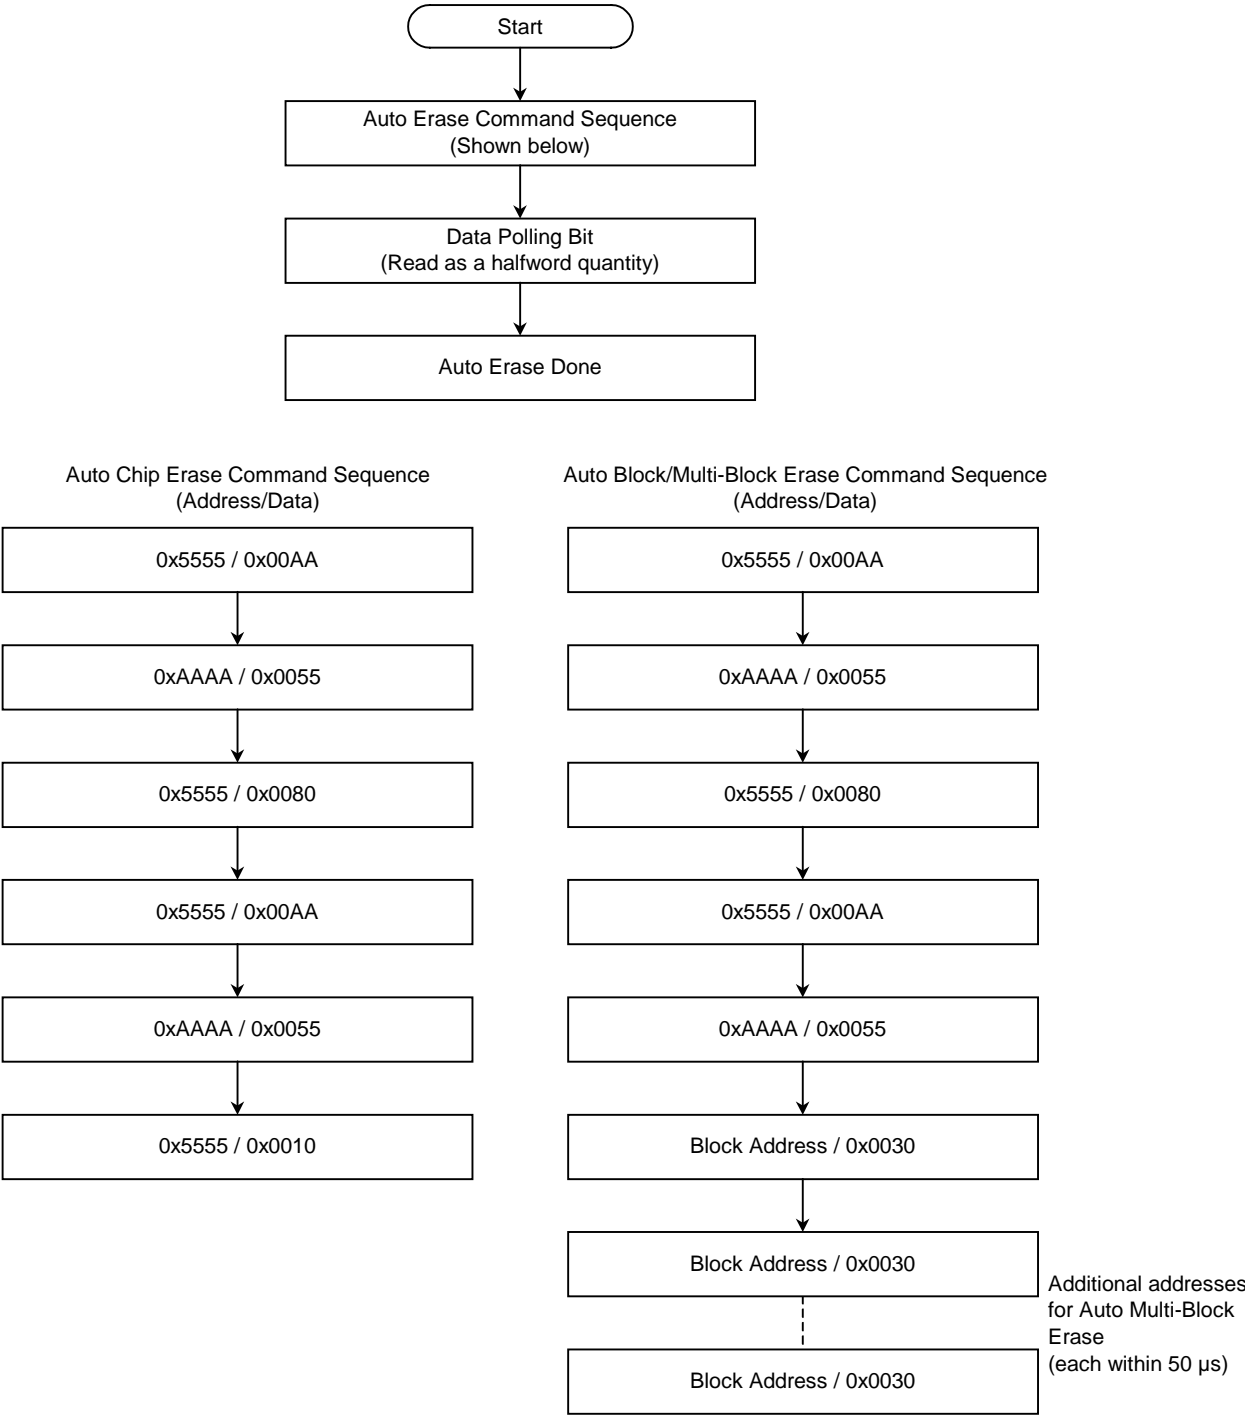 Start
Auto Erase Command Sequence
(Shown below)
Data Polling Bit
(Read as a halfword quantity)
Auto Erase Done
Auto Chip Erase Command Sequence
(Address/Data)
0x5555 / 0x00AA
0xAAAA / 0x0055
0x5555 / 0x0080
0x5555 / 0x00AA
0xAAAA / 0x0055
0x5555 / 0x0010
Auto Block/Multi-Block Erase Command Sequence
(Address/Data)
0x5555 / 0x00AA
0xAAAA / 0x0055
0x5555 / 0x0080
0x5555 / 0x00AA
0xAAAA / 0x0055
Block Address / 0x0030
Block Address / 0x0030
Block Address / 0x0030
Additional addresses
for Auto Multi-Block
Erase
(each within 50 µs)